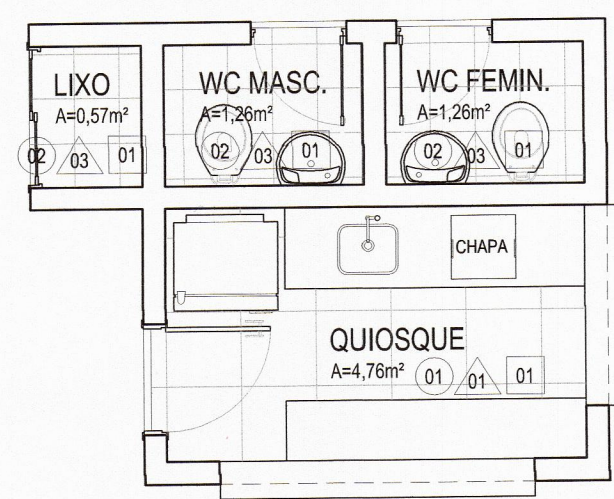 LIXO
A=0,57m²
02 03 01
WC MASC.
A=1,26m²
02 03 01
WC FEMIN.
A=1,26m²
02 03 01
CHAPA
QUIOSQUE
A=4,76m²
01 01 01